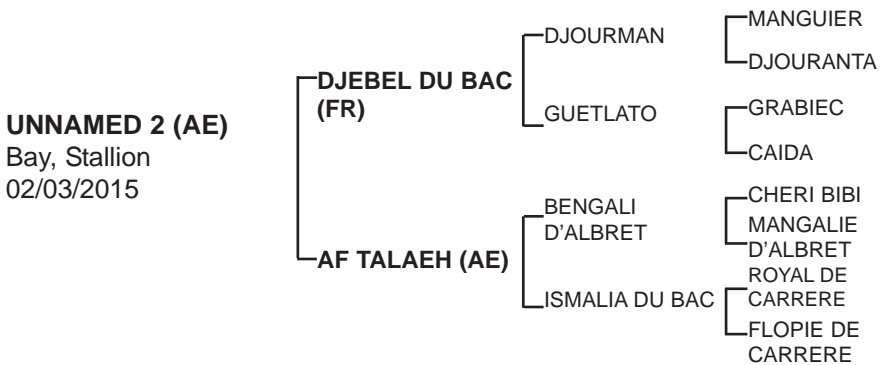 UNNAMED 2 (AE)
Bay, Stallion
02/03/2015
DJEBEL DU BAC
(FR)
AF TALAEH (AE)
DJOURMAN
GUETLATO
BENGALI
D'ALBRET
ISMALIA DU BAC
MANGUIER
DJOURANTA
GRABIEC
CAIDA
CHERI BIBI
MANGALIE
D'ALBRET
ROYAL DE
CARRERE
FLOPIE DE
CARRERE